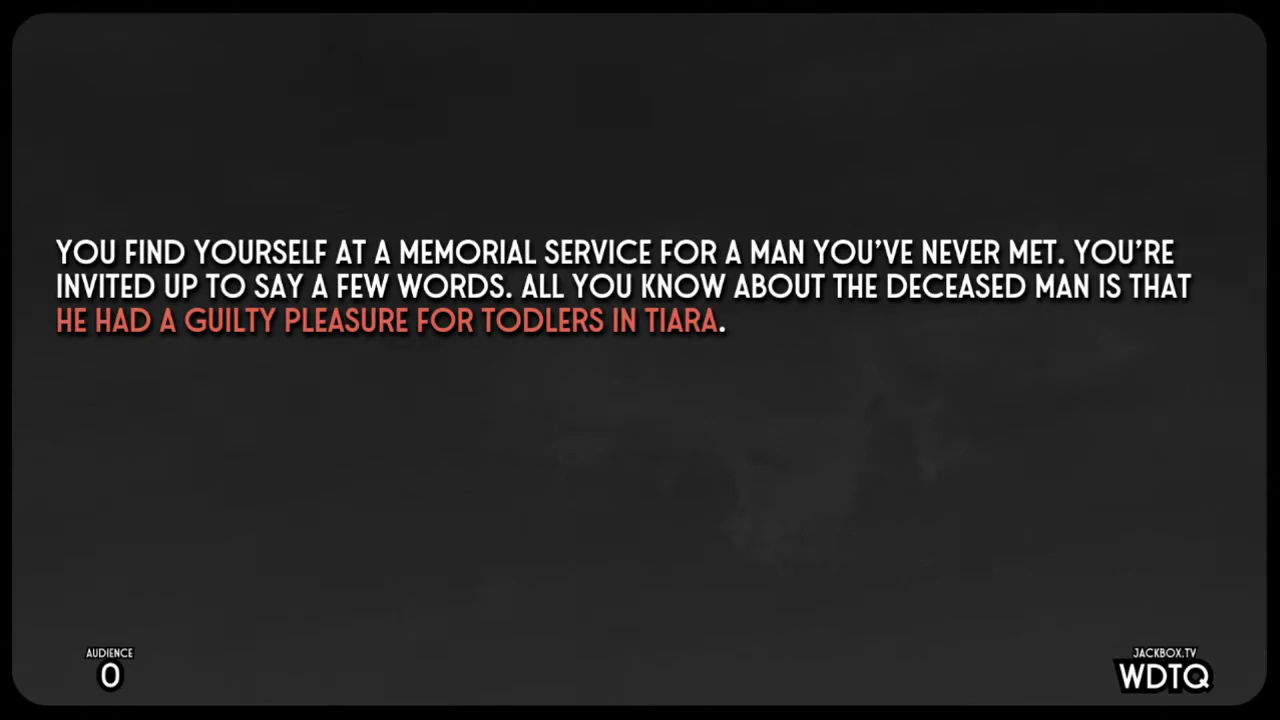 YOU FIND YOURSELF AT A MEMORIAL SERVICE FOR A MAN YOU'VE NEVER MET. YOU'RE
INVITED UP TO SAY A FEW WORDS. ALL YOU KNOW ABOUT THE DECEASED MAN IS THAT
HE HAD A GUILTY PLEASURE FOR TODLERS IN TIARA.
AUDIENCE
0
JACKBOX.TV
WDTQ